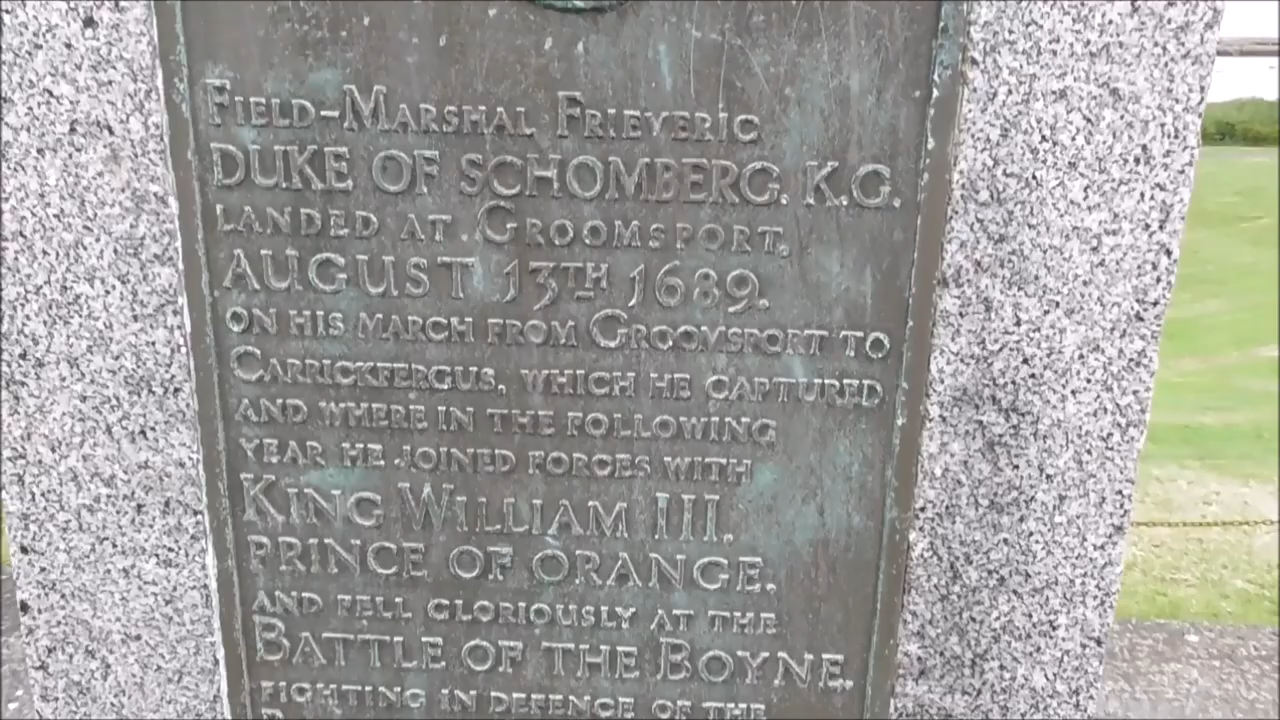 FIELD-MARSHAL FRIEVERIC
DUKE OF SCHOMBERG. K.G.
LANDED AT GROOMSPORT,
AUGUST 13TH 1689.
ON HIS MARCH FROM GROOMSPORT TO
CARRICKFERGUS, WHICH HE CAPTURED
AND WHERE IN THE FOLLOWING
YEAR HE JOINED FORCES WITH
KING WILLIAM III.
PRINCE OF ORANGE.
AND FELL GLORIOUSLY AT THE
BATTLE OF THE BOYNE.
FIGHTING IN DEFENCE OF THE